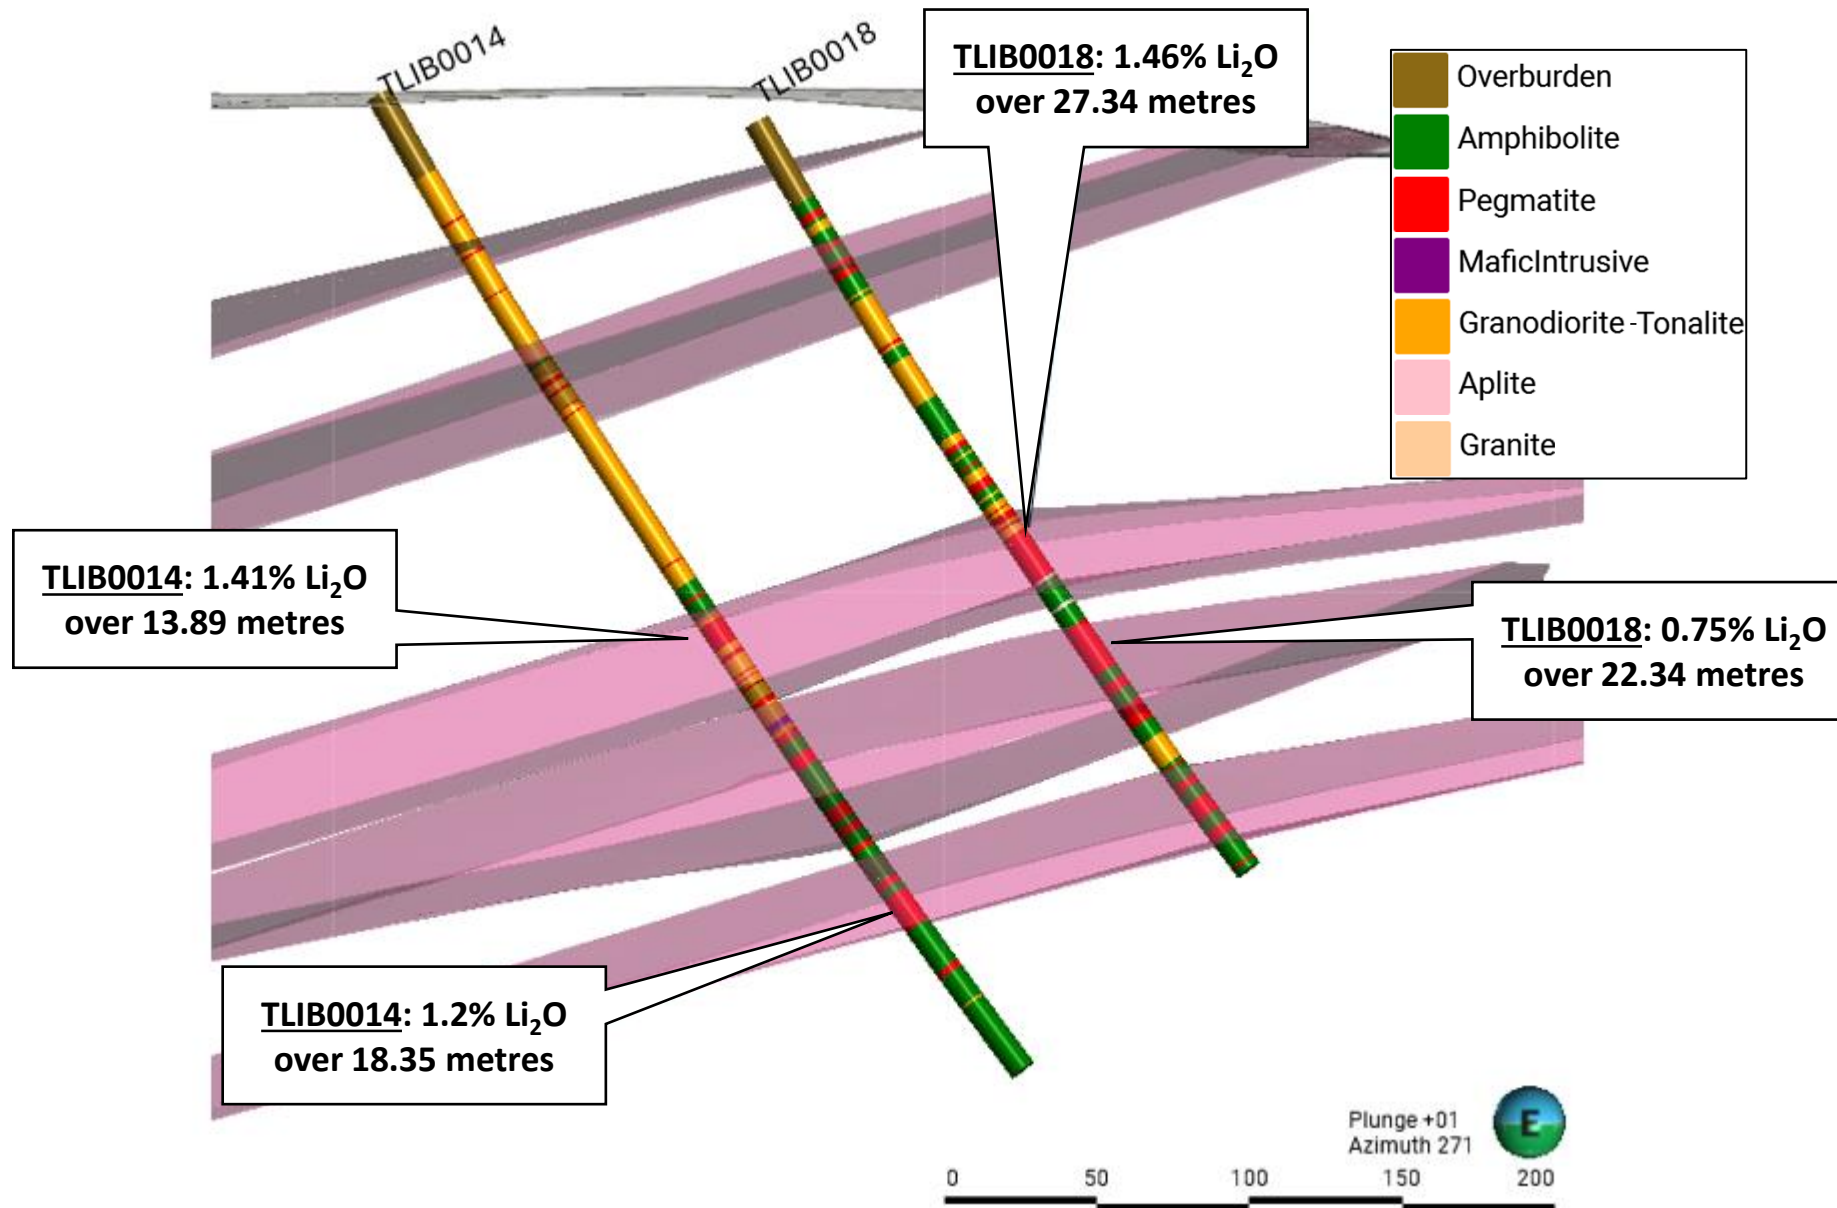 TLIB0014
TLIB0018
TLIB0018: 1.46% Li₂O
over 27.34 metres
Overburden
Amphibolite
Pegmatite
MaficIntrusive
Granodiorite-Tonalite
Aplite
Granite
TLIB0014: 1.41% Li₂O
over 13.89 metres
TLIB0018: 0.75% Li₂O
over 22.34 metres
TLIB0014: 1.2% Li₂O
over 18.35 metres
Plunge +01
Azimuth 271
E
0 50 100 150 200